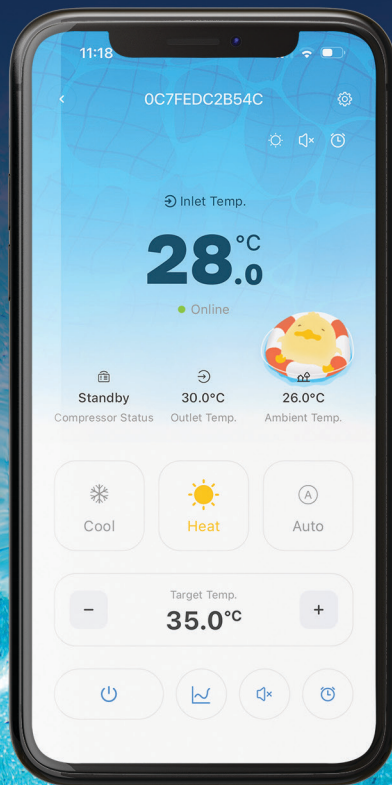 11:18
0C7FEDC2B54C
Inlet Temp.
28.0°C
Online
Standby 30.0°C 26.0°C
Compressor Status Outlet Temp. Ambient Temp.
Cool Heat A Auto
Target Temp.
− 35.0°C +